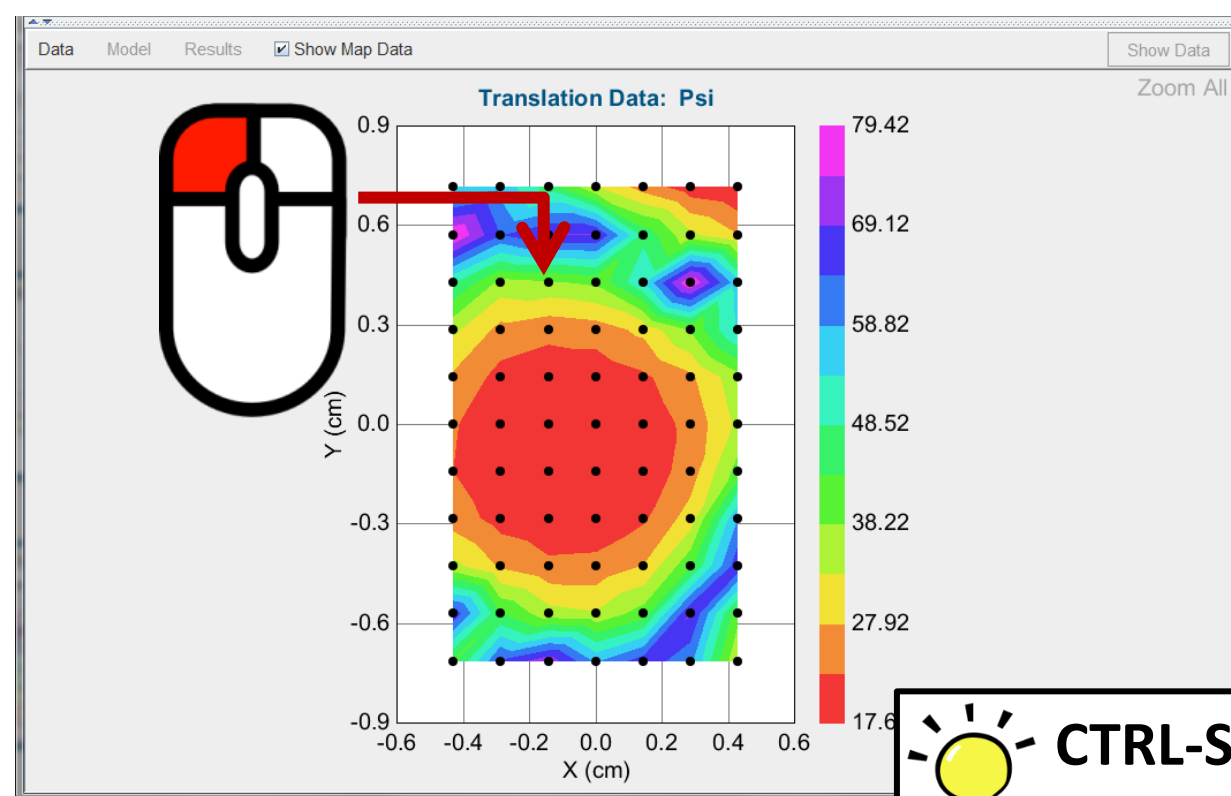 Data Model Results Show Map Data Show Data
Zoom All
Translation Data: Psi
0.9
0.6
0.3
0.0
-0.3
-0.6
-0.9
Y (cm)
-0.6 -0.4 -0.2 0.0 0.2 0.4 0.6
X (cm)
79.42
69.12
58.82
48.52
38.22
27.92
17.6
CTRL-S